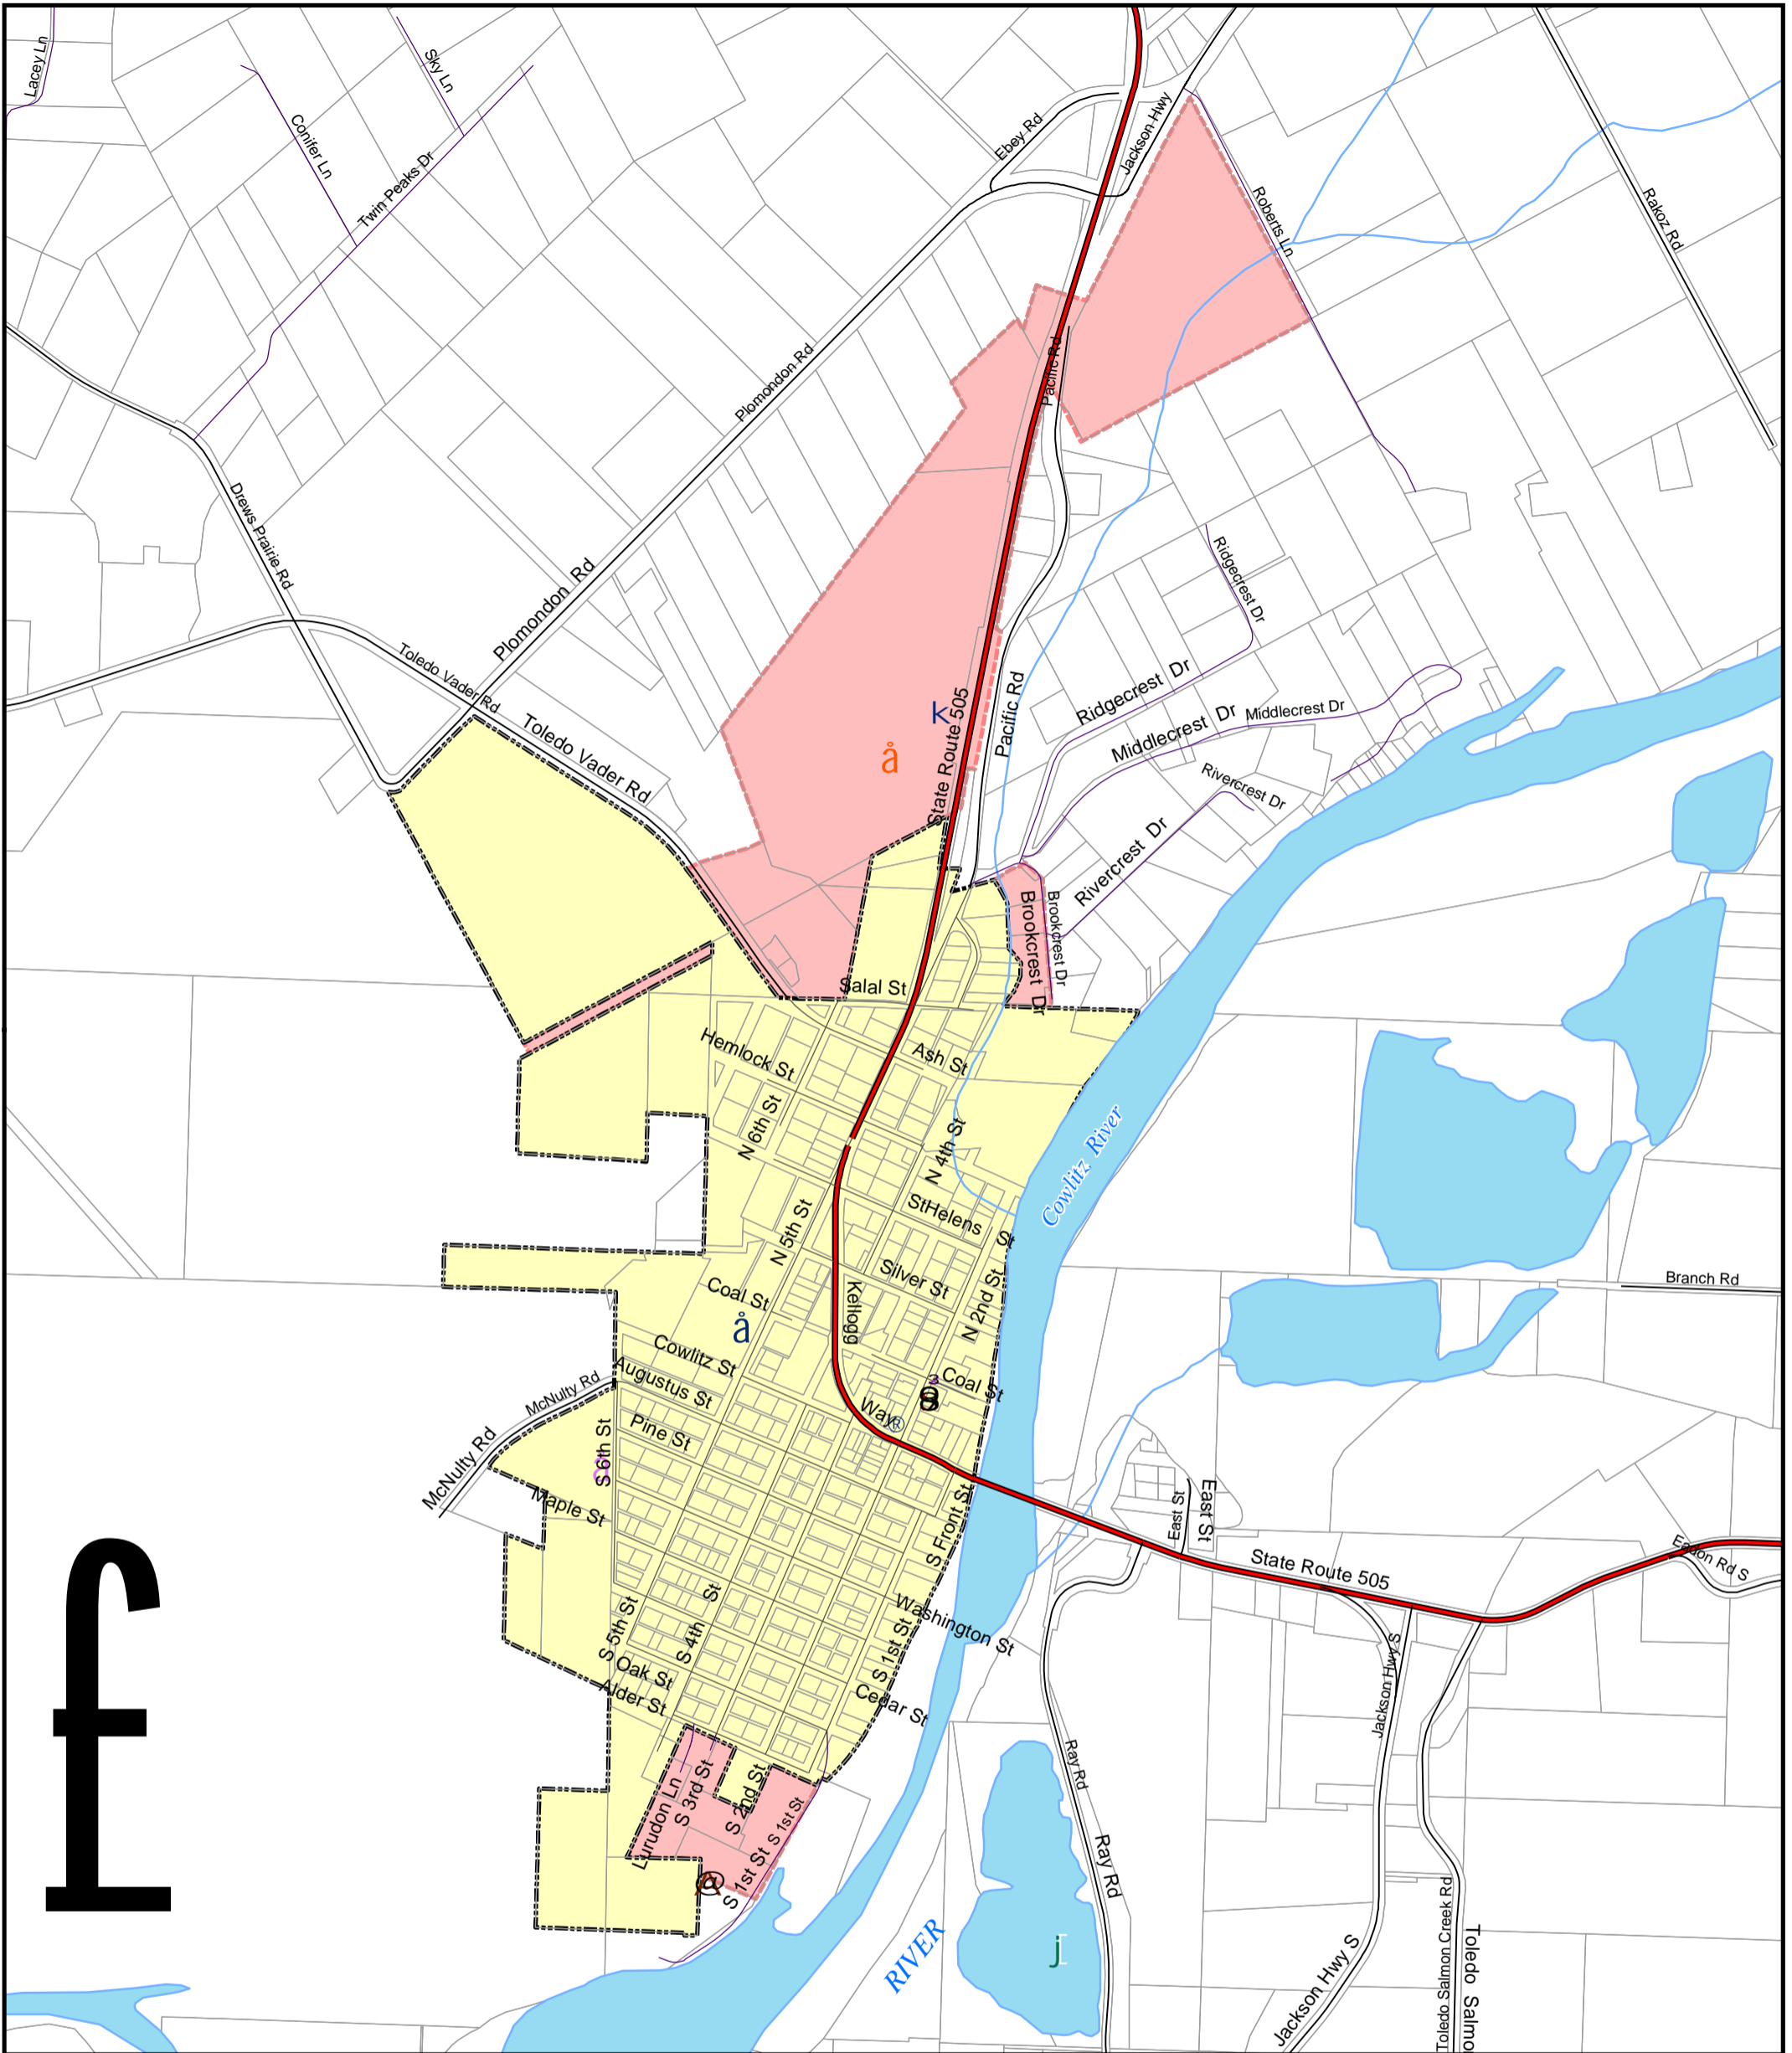 Lacey Ln
Sky Ln
Conifer Ln
Twin Peaks Dr
Ebey Rd
Jackson Hwy
Roberts Ln
Rakoz Rd
Plomondon Rd
Pacific Rd
Drews Prairie Rd
Plomondon Rd
Ridgecrest Dr
Toledo Vader Rd
Toledo Vader Rd
k
å
State Route 505
Pacific Rd
Ridgecrest Dr
Middlecrest Dr
Middlecrest Dr
Rivercrest Dr
Rivercrest Dr
Brookcrest Dr
Brookcrest Dr
Salal St
Hemlock St
Ash St
N 6th St
N 4th St
Cowlitz River
StHelens St
N 5th St
Silver St
Coal St
Kellogg
N 2nd St
Branch Rd
å
Cowlitz St
Augustus St
Coal St
McNulty Rd
Way
McNulty Rd
Pine St
S 6th St
Maple St
S Front St
East St
East St
State Route 505
Eadon Rd S
f
S 5th St
S 4th St
Washington St
S 1st St
Oak St
Alder St
Cedar St
Jackson Hwy S
Ray Rd
Lurudon Ln
S 3rd St
S 2nd St
S 1st St
S 1st St
@
Ray Rd
RIVER
j
Jackson Hwy S
Toledo Salmon Creek Rd
Toledo Salmo